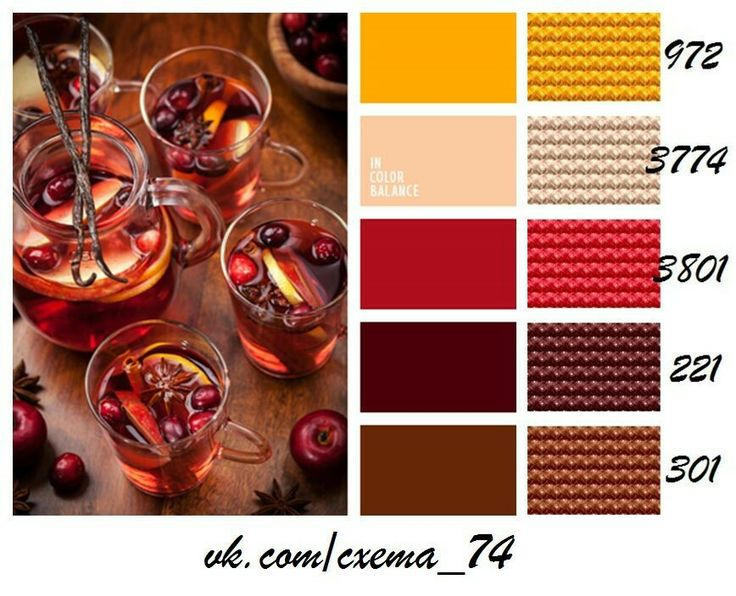 972
IN
COLOR
BALANCE
3774
3801
221
301
vk.com/cxema_74